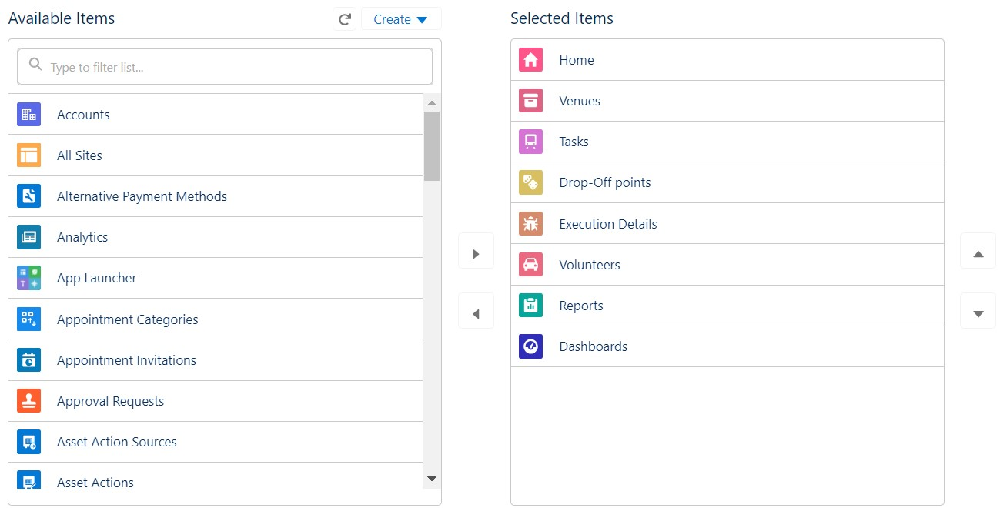 Available Items
Create
Type to filter list...
Accounts
All Sites
Alternative Payment Methods
Analytics
App Launcher
Appointment Categories
Appointment Invitations
Approval Requests
Asset Action Sources
Asset Actions
Selected Items
Home
Venues
Tasks
Drop-Off points
Execution Details
Volunteers
Reports
Dashboards